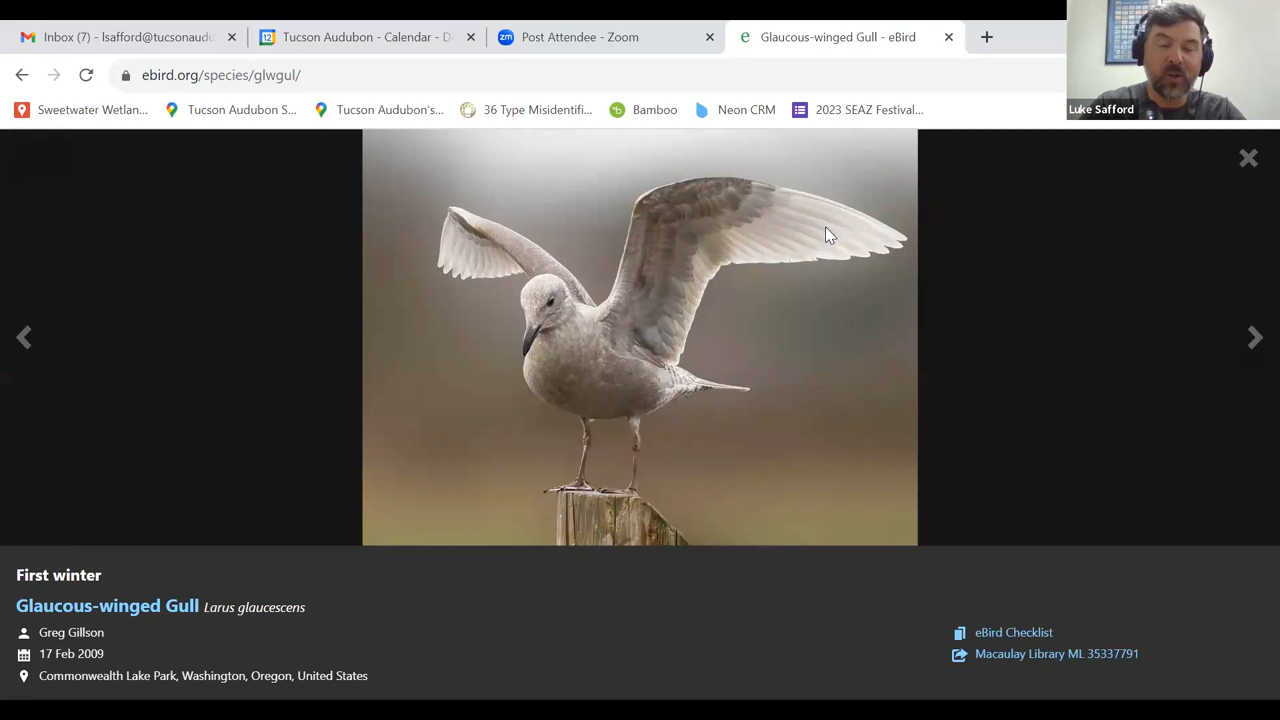 Inbox (7) - lsafford@tucsonaudu
12
Tucson Audubon - Calendar - D
zm
Post Attendee - Zoom
e
Glaucous-winged Gull - eBird
ebird.org/species/glwgul/
Sweetwater Wetlan...
Tucson Audubon S...
Tucson Audubon's...
36 Type Misidentifi...
Bamboo
Neon CRM
2023 SEAZ Festival...
Luke Safford
First winter
Glaucous-winged Gull Larus glaucescens
Greg Gillson
17 Feb 2009
Commonwealth Lake Park, Washington, Oregon, United States
eBird Checklist
Macaulay Library ML 35337791